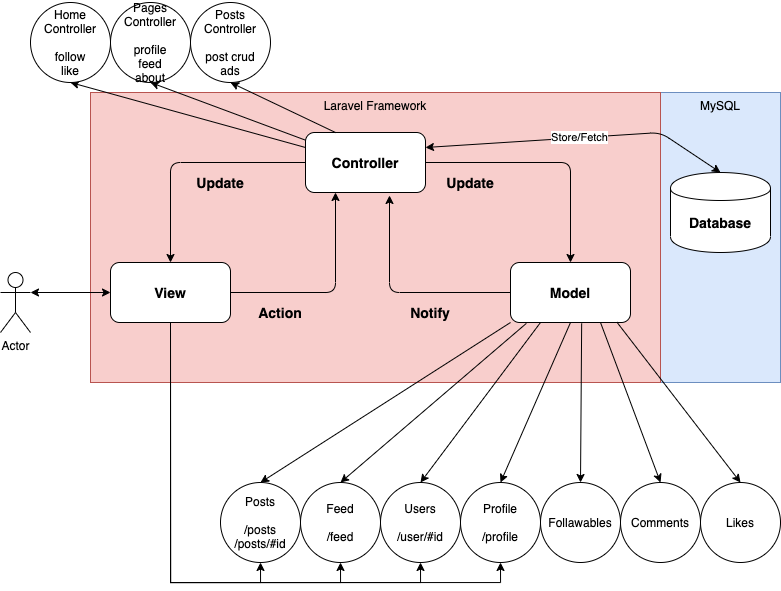 Home
Controller
follow
like
Pages
Controller
profile
feed
about
Posts
Controller
post crud
ads
Laravel Framework
MySQL
Controller
Store/Fetch
Update
Update
Database
View
Model
Action
Notify
Actor
Posts
/posts
/posts/#id
Feed
/feed
Users
/user/#id
Profile
/profile
Follawables
Comments
Likes